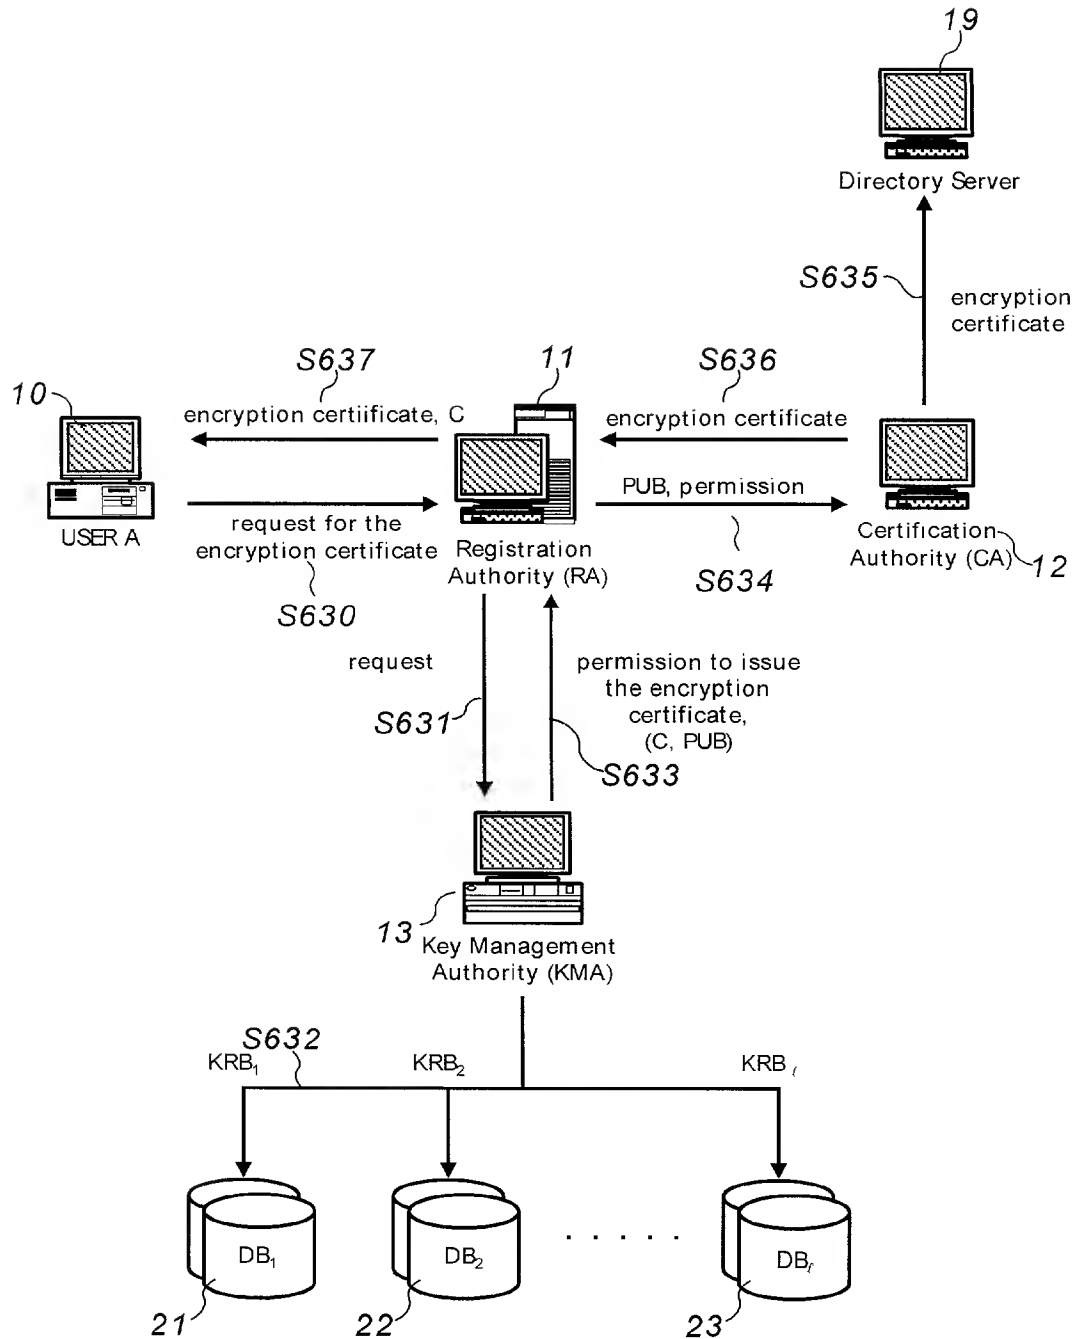 19
Directory Server
S635
encryption
certificate
S637
11
S636
10
encryption certiificate, C
encryption certificate
PUB, permission
USER A
request for the
encryption certificate
Registration
Authority (RA)
Certification
Authority (CA)
12
S634
S630
request
permission to issue
the encryption
certificate,
(C, PUB)
S631
S633
13
Key Management
Authority (KMA)
S632
KRB₁
KRB₂
KRBℓ
DB₁
DB₂
. . . . .
DBℓ
21
22
23